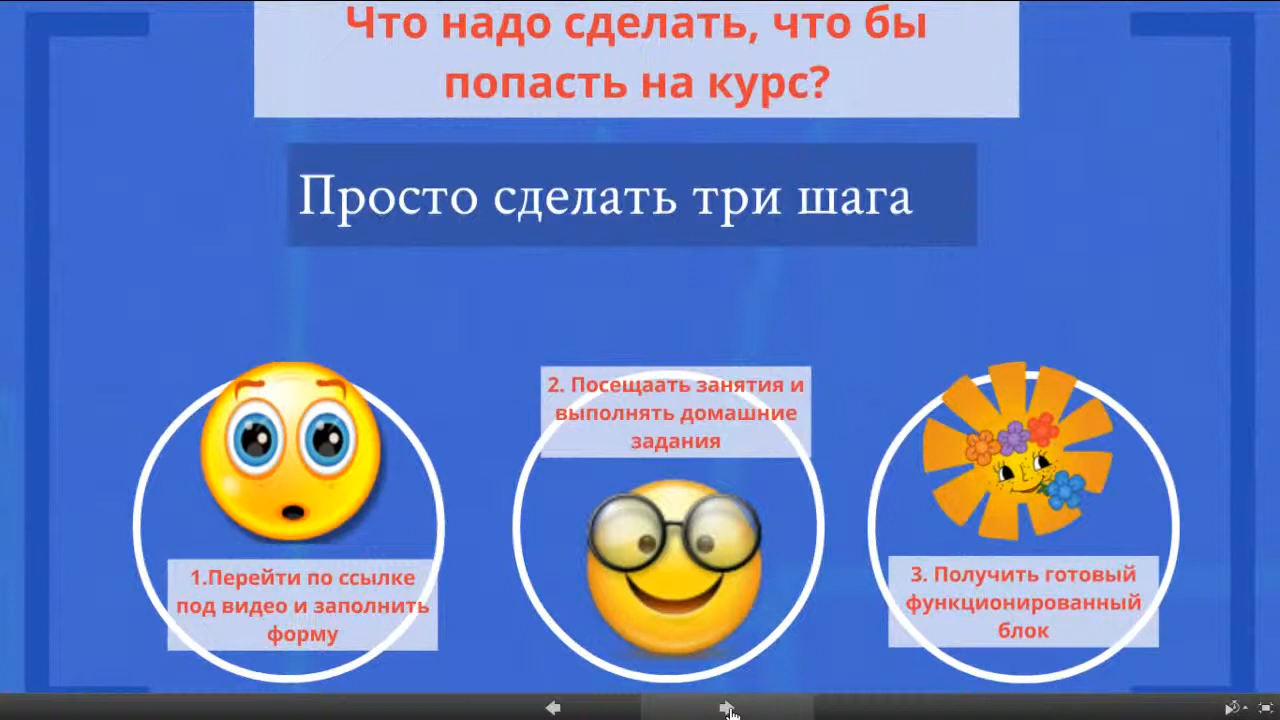 Что надо сделать, что бы
попасть на курс?
Просто сделать три шага
1.Перейти по ссылке
под видео и заполнить
форму
2. Посещаать занятия и
выполнять домашние
задания
3. Получить готовый
функционированный
блок